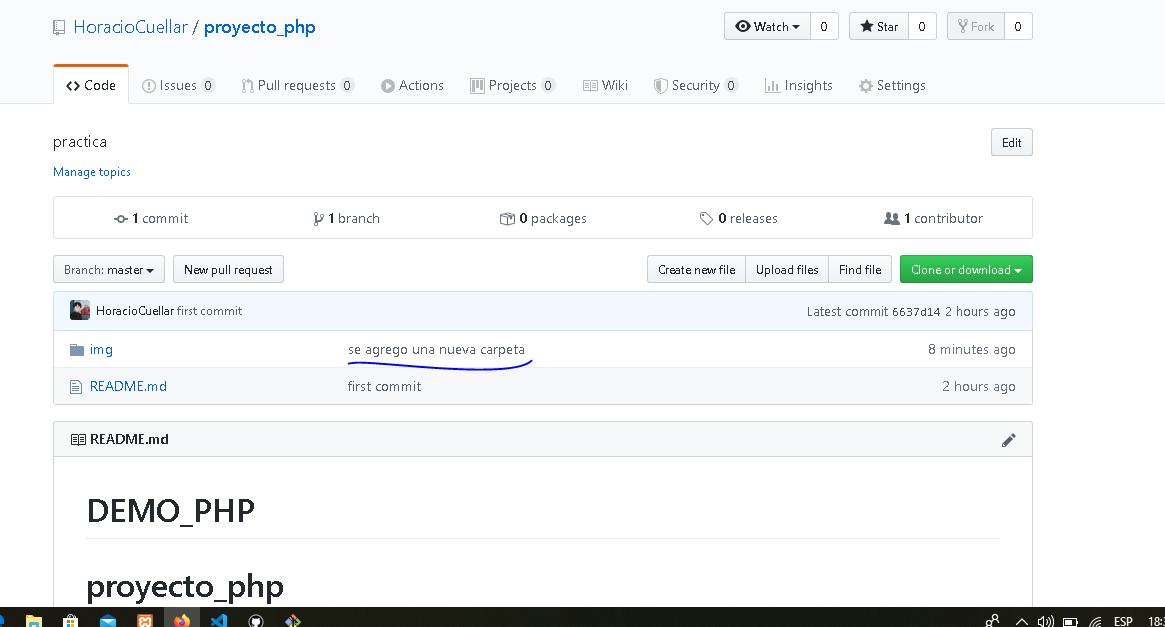 HoracioCuellar / proyecto_php
Watch 0 Star 0 Fork 0
Code Issues 0 Pull requests 0 Actions Projects 0 Wiki Security 0 Insights Settings
practica Edit
Manage topics
1 commit 1 branch 0 packages 0 releases 1 contributor
Branch: master New pull request Create new file Upload files Find file Clone or download
HoracioCuellar first commit Latest commit 6637d14 2 hours ago
img se agrego una nueva carpeta 8 minutes ago
README.md first commit 2 hours ago
README.md
DEMO_PHP
proyecto_php
ESP